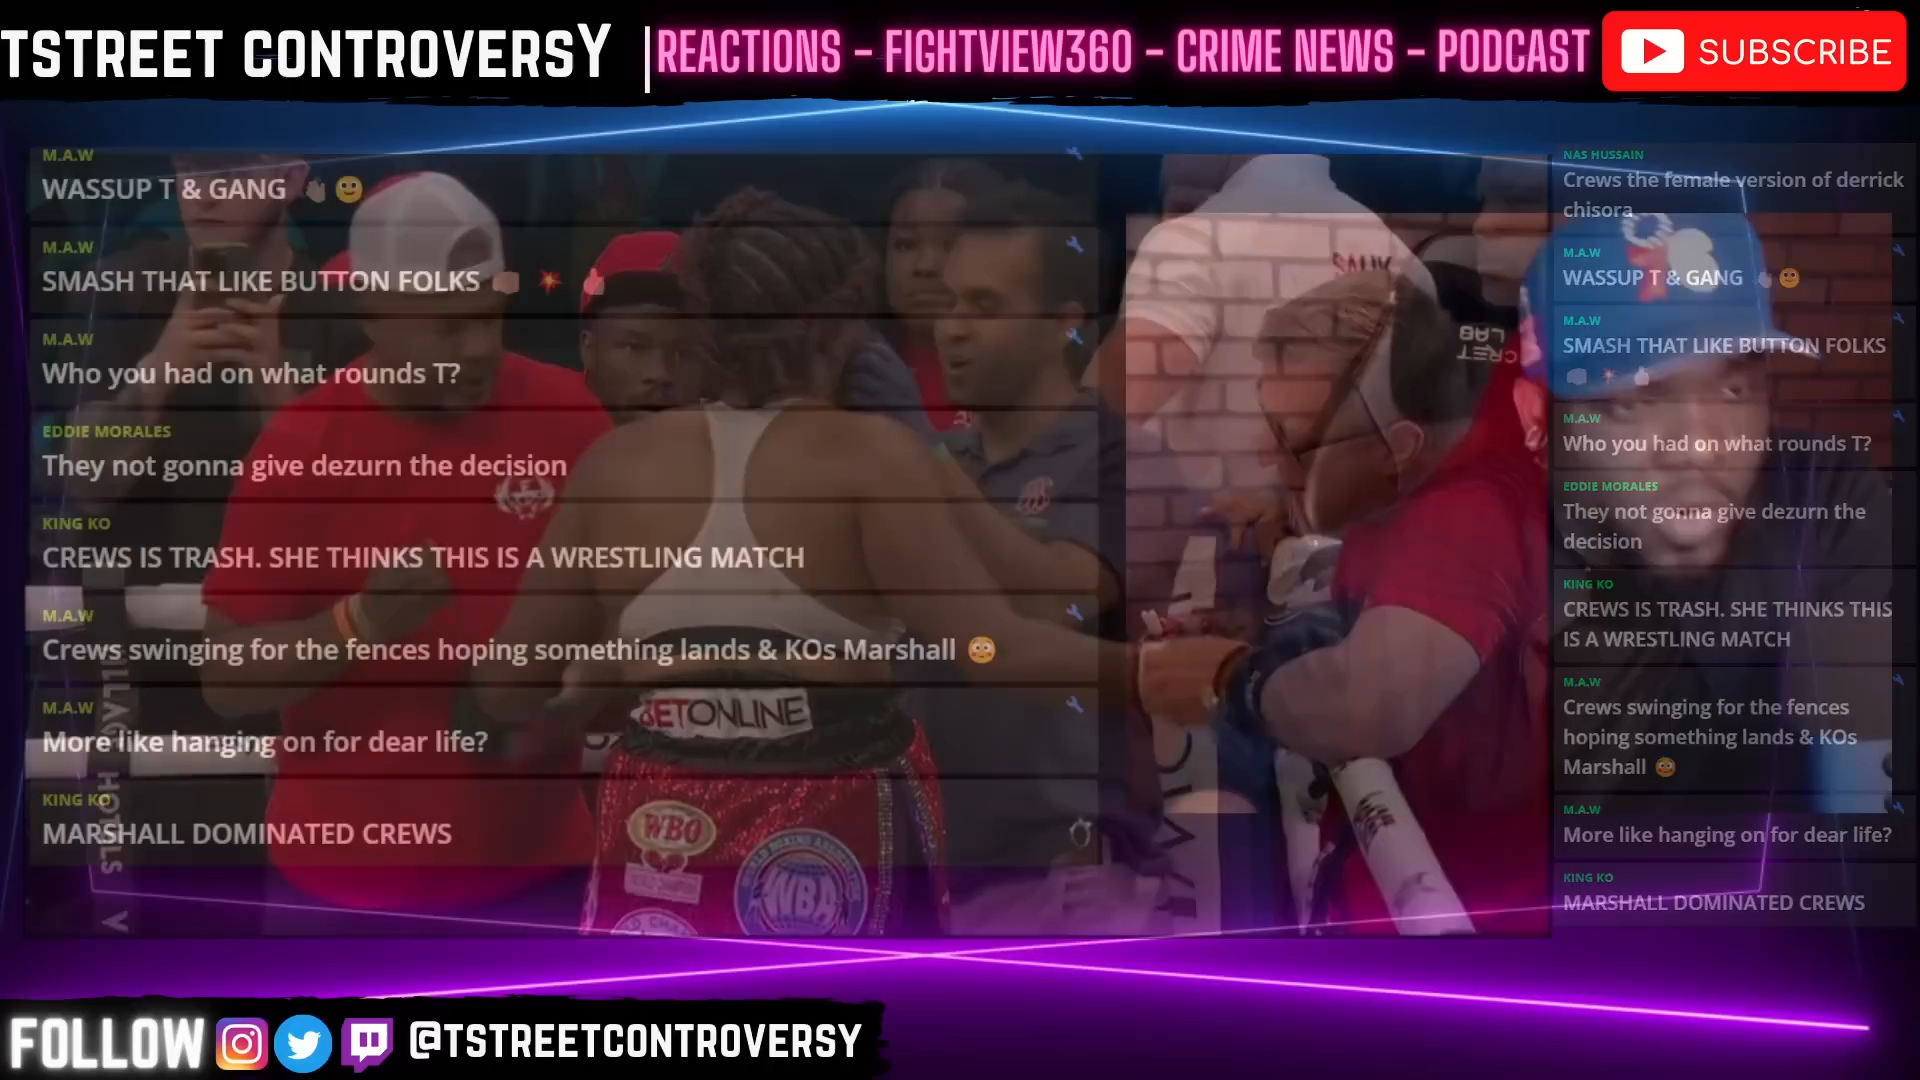 TSTREET CONTROVERSY
REACTIONS - FIGHTVIEW360 - CRIME NEWS - PODCAST
SUBSCRIBE
M.A.W
WASSUP T & GANG
M.A.W
SMASH THAT LIKE BUTTON FOLKS
M.A.W
Who you had on what rounds T?
EDDIE MORALES
They not gonna give dezurn the decision
KING KO
CREWS IS TRASH. SHE THINKS THIS IS A WRESTLING MATCH
M.A.W
Crews swinging for the fences hoping something lands & KOs Marshall
M.A.W
More like hanging on for dear life?
KING KO
MARSHALL DOMINATED CREWS
BETONLINE
WBO
WBA
NAS HUSSAIN
Crews the female version of derrick
chisora
M.A.W
WASSUP T & GANG
M.A.W
SMASH THAT LIKE BUTTON FOLKS
M.A.W
Who you had on what rounds T?
EDDIE MORALES
They not gonna give dezurn the
decision
KING KO
CREWS IS TRASH. SHE THINKS THIS
IS A WRESTLING MATCH
M.A.W
Crews swinging for the fences
hoping something lands & KOs
Marshall
M.A.W
More like hanging on for dear life?
KING KO
MARSHALL DOMINATED CREWS
FOLLOW @TSTREETCONTROVERSY